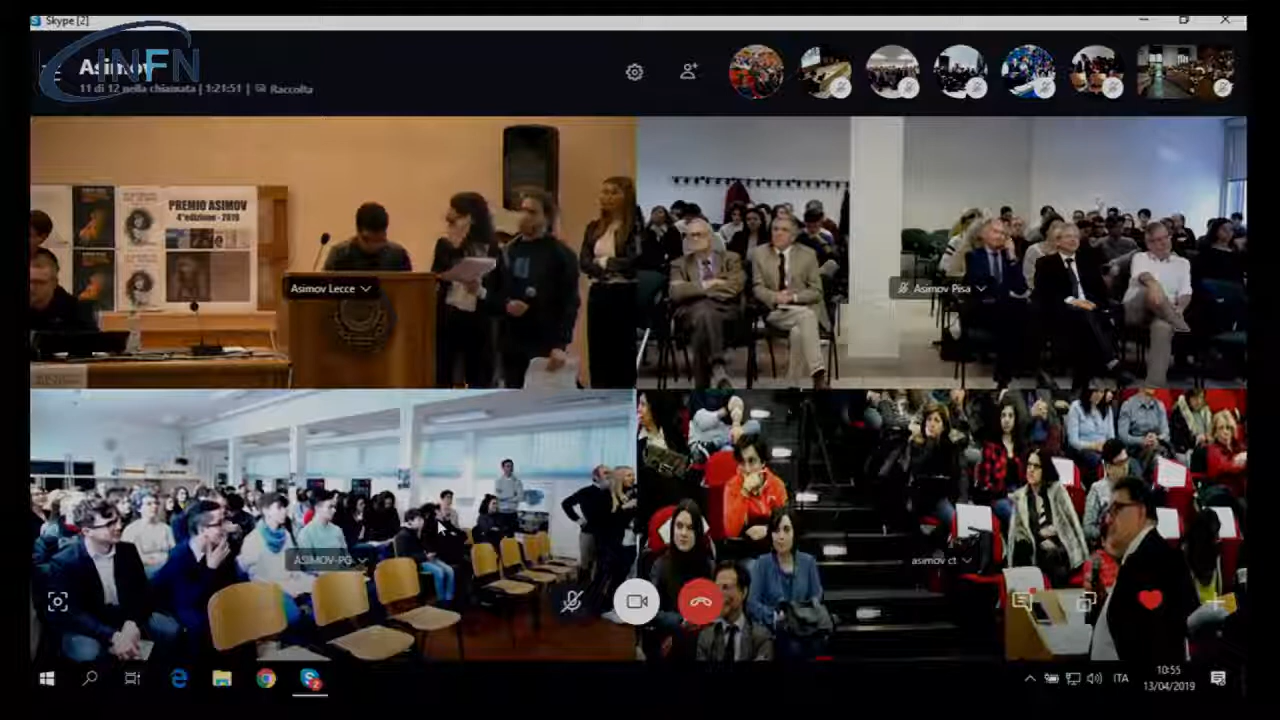 Skype [2]
INFN
Asimov
11 di 12 nella chiamata | 1:21:51 | Raccolta
PREMIO ASIMOV
4ª edizione - 2019
Asimov Lecce
Asimov Pisa
ASIMOV-PG
asimov ct
ITA
10:55
13/04/2019